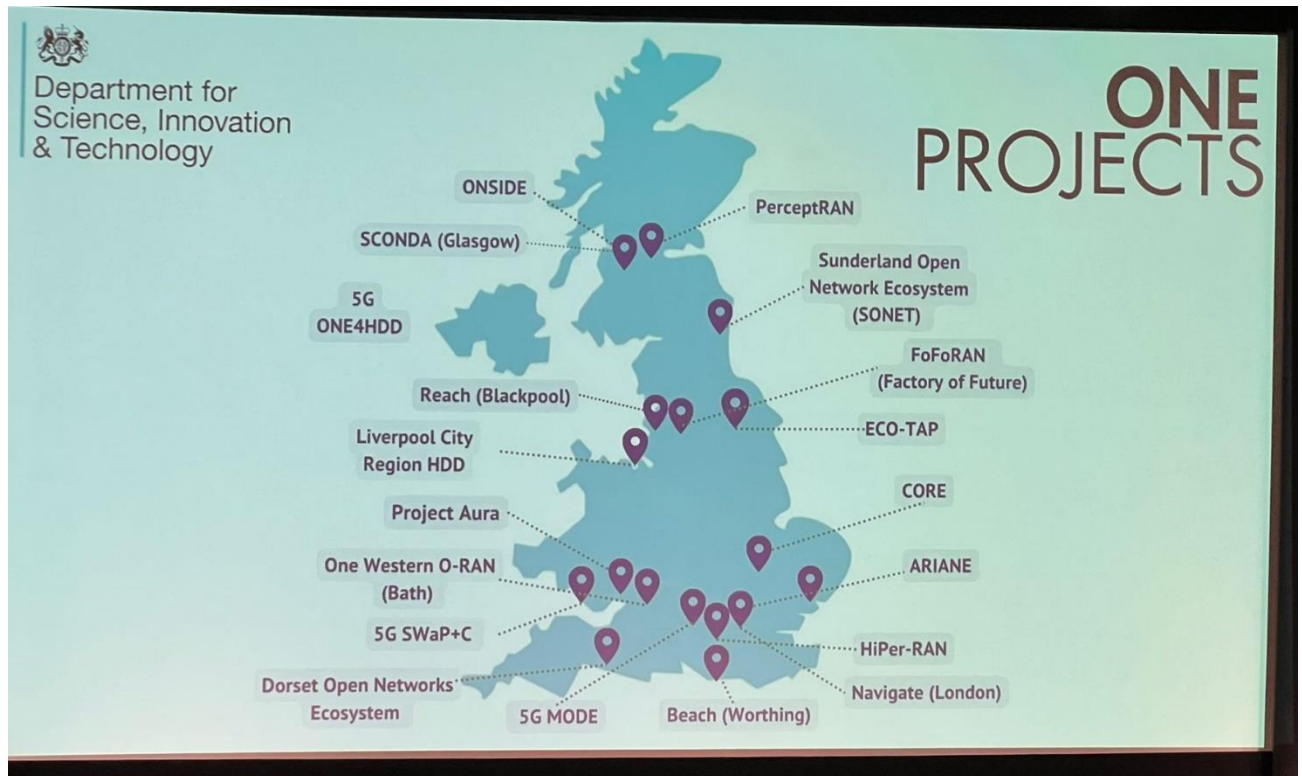 Department for
Science, Innovation
& Technology
ONE
PROJECTS
ONSIDE
PerceptRAN
SCONDA (Glasgow)
Sunderland Open
Network Ecosystem
(SONET)
5G
ONE4HDD
FoFoRAN
(Factory of Future)
Reach (Blackpool)
ECO-TAP
Liverpool City
Region HDD
CORE
Project Aura
One Western O-RAN
(Bath)
ARIANE
5G SWaP+C
HiPer-RAN
Dorset Open Networks
Ecosystem
Navigate (London)
5G MODE
Beach (Worthing)